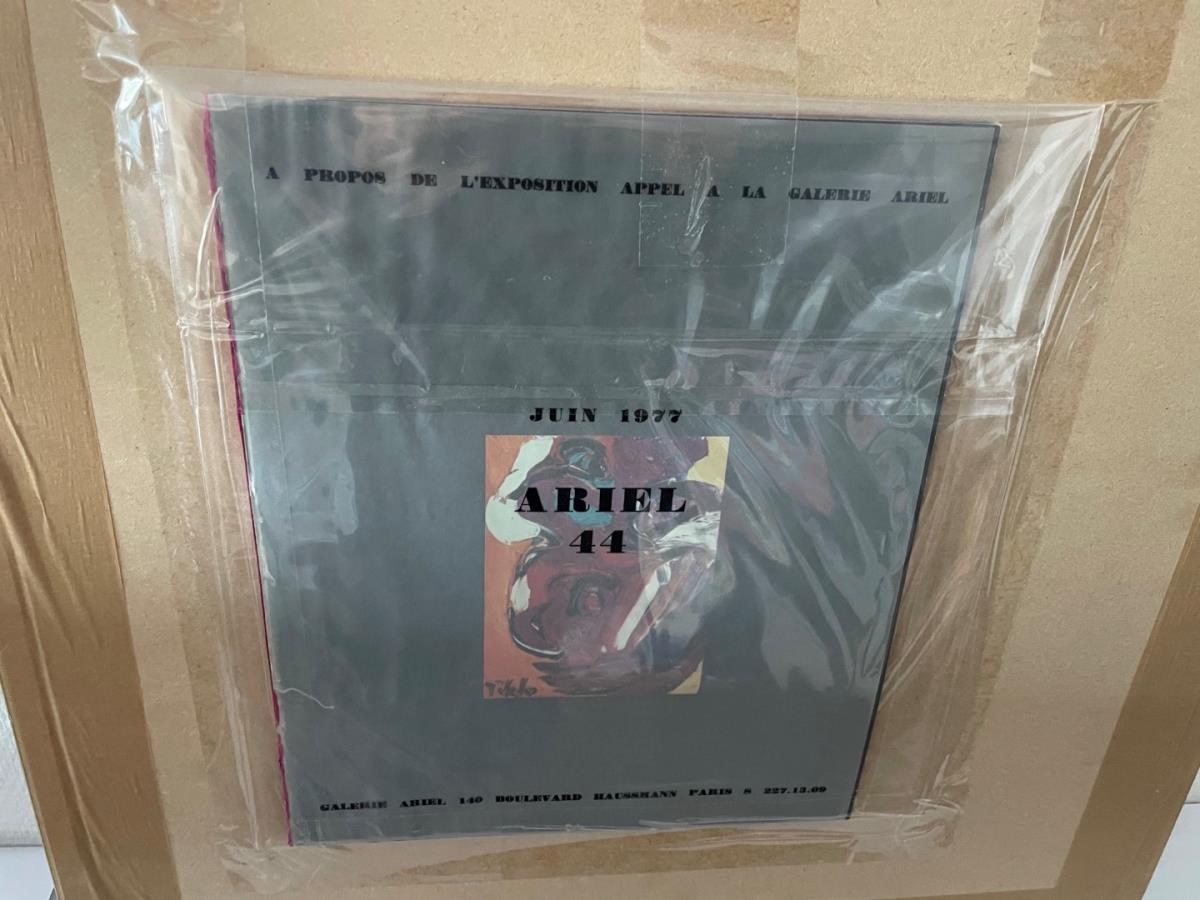 A PROPOS DE L'EXPOSITION APPEL A LA GALERIE ARIEL
JUIN 1977
ARIEL
44
GALERIE ARIEL 140 BOULEVARD HAUSSMANN PARIS 8 227.13.09